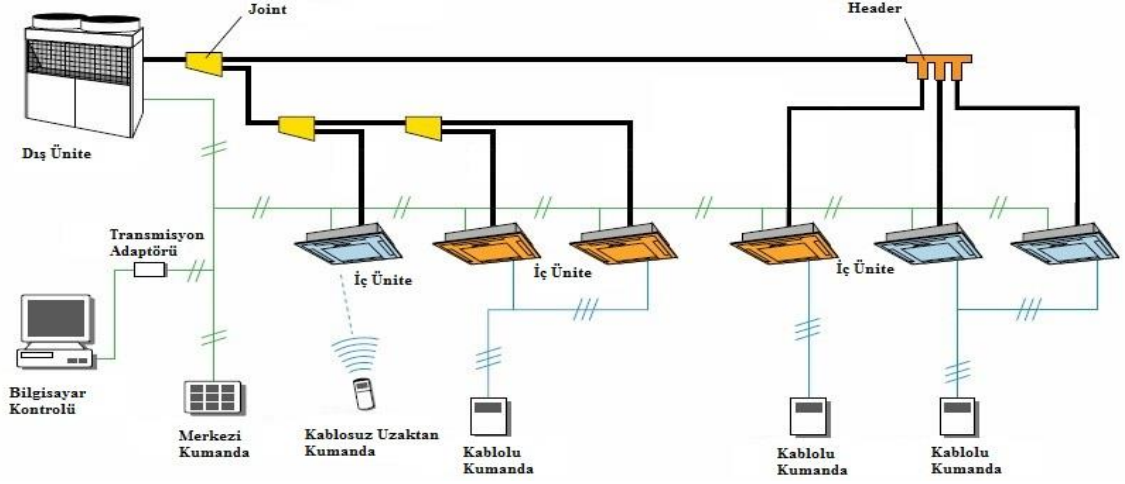 Joint
Header
Dış Ünite
Transmisyon
Adaptörü
İç Ünite
İç Ünite
İç Ünite
Bilgisayar
Kontrolü
Merkezi
Kumanda
Kablosuz Uzaktan
Kumanda
Kablolu
Kumanda
Kablolu
Kumanda
Kablolu
Kumanda